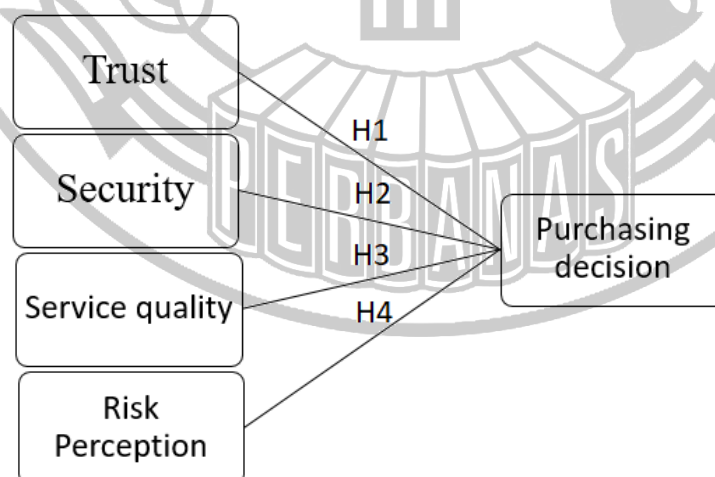 Trust
H1
Security
H2
Purchasing
decision
H3
Service quality
H4
Risk
Perception
PERBANAS